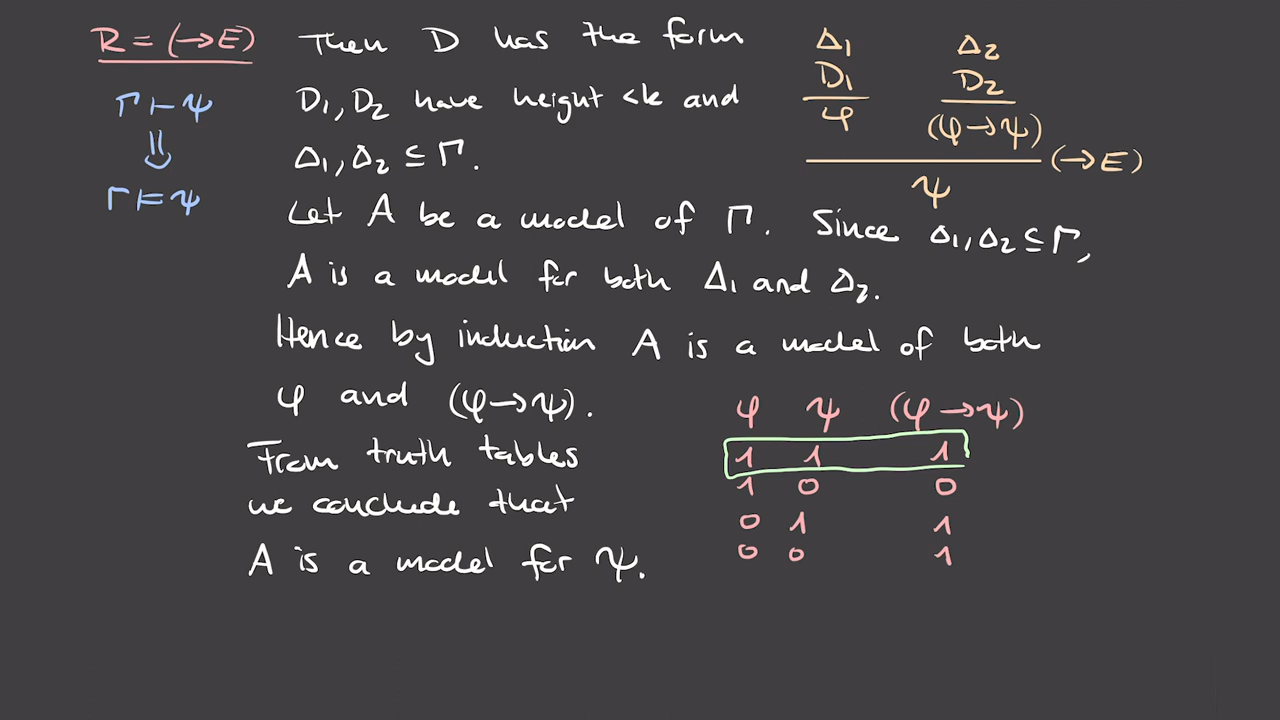 R = (→E) Then D has the form
Δ₁ Δ₂
D₁ D₂
φ (φ→ψ)
ψ (→E)
Γ ⊢ ψ
⇓
Γ ⊨ ψ
D₁, D₂ have height <k and
Δ₁, Δ₂ ⊆ Γ.
Let A be a model of Γ. Since Δ₁, Δ₂ ⊆ Γ,
A is a model for both Δ₁ and Δ₂.
Hence by induction A is a model of both
φ and (φ→ψ).
From truth tables
we conclude that
A is a model for ψ.
φ ψ (φ→ψ)
1 1 1
1 0 0
0 1 1
0 0 1